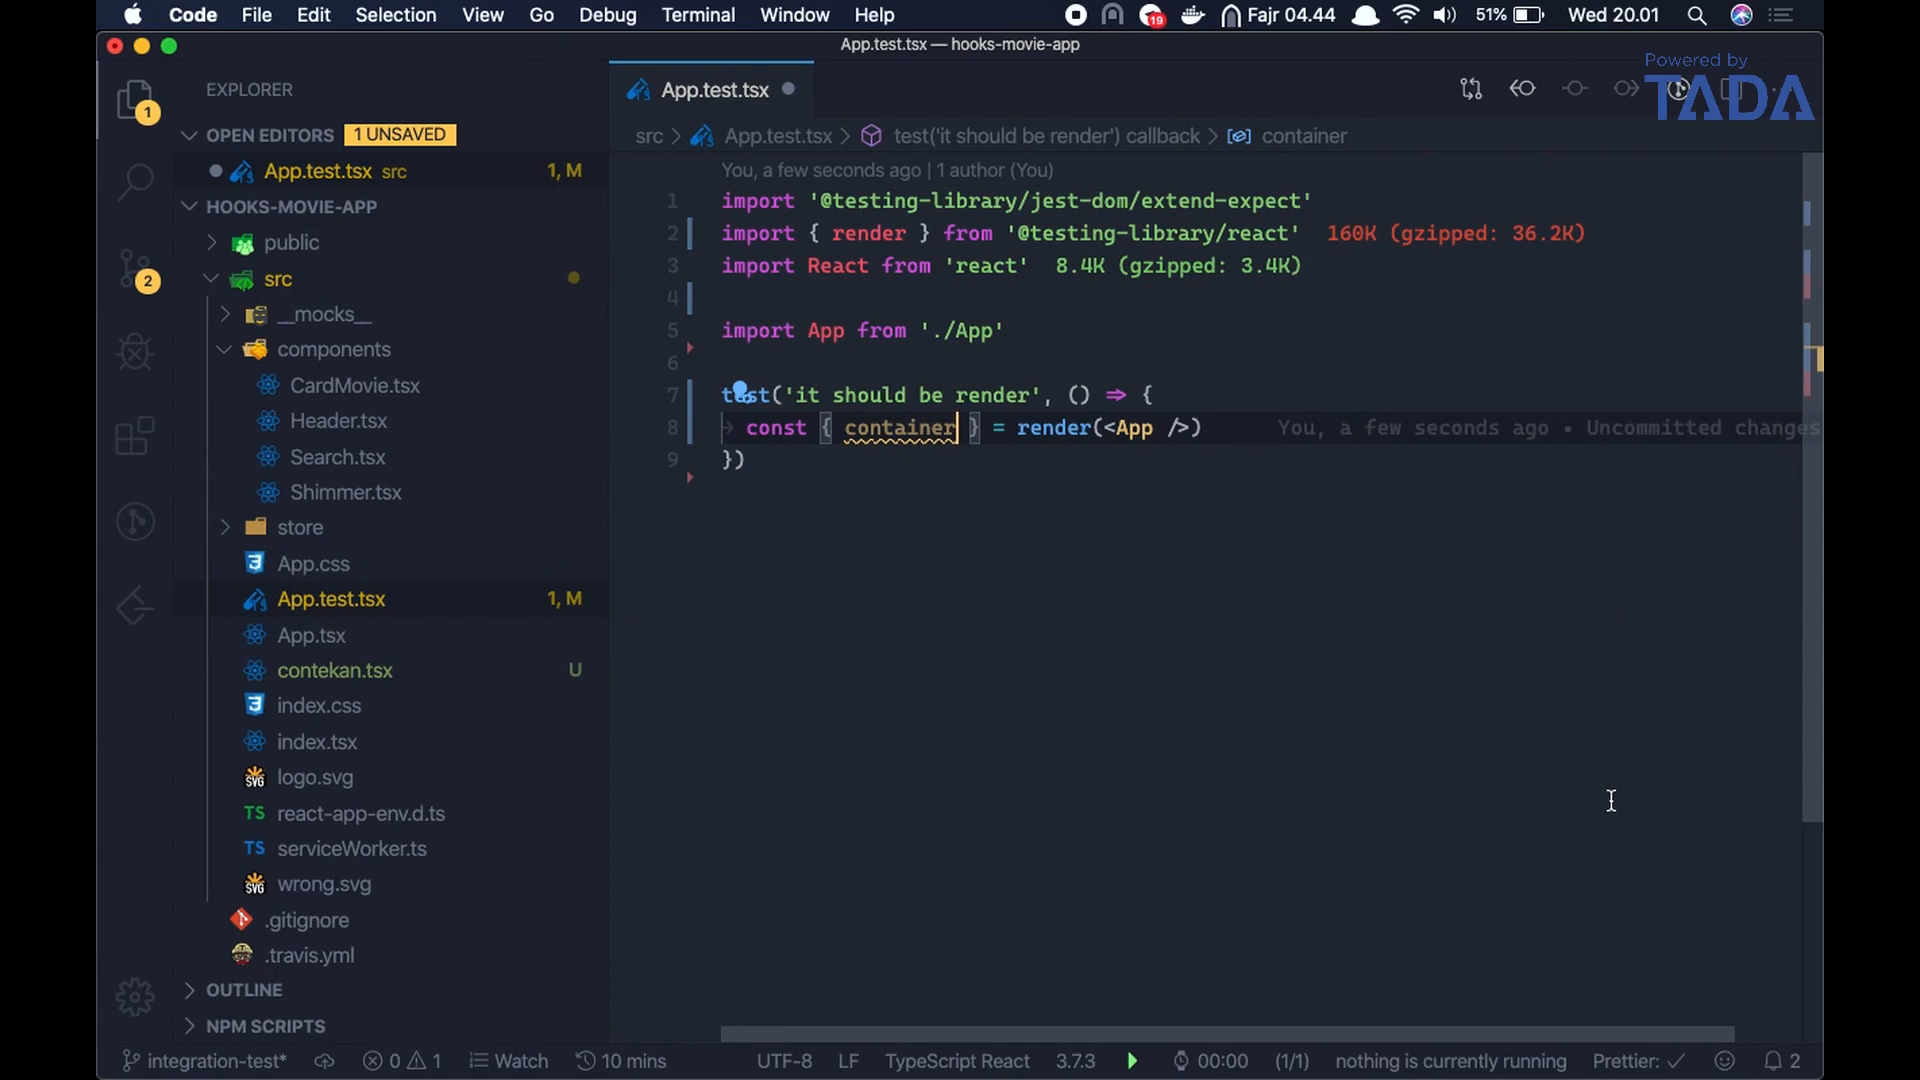 Code File Edit Selection View Go Debug Terminal Window Help 19 Fajr 04.44 51% Wed 20.01
App.test.tsx — hooks-movie-app
Powered by
TADA
EXPLORER
App.test.tsx
1
OPEN EDITORS 1 UNSAVED
src App.test.tsx test('it should be render') callback container
App.test.tsx src 1, M
You, a few seconds ago | 1 author (You)
HOOKS-MOVIE-APP
1 import '@testing-library/jest-dom/extend-expect'
public
2 import { render } from '@testing-library/react' 160K (gzipped: 36.2K)
src
3 import React from 'react' 8.4K (gzipped: 3.4K)
2
4
__mocks__
5 import App from './App'
components
6
CardMovie.tsx
7 test('it should be render', () => {
Header.tsx
8 const { container } = render(<App />) You, a few seconds ago • Uncommitted changes
Search.tsx
9 })
Shimmer.tsx
store
App.css
App.test.tsx 1, M
App.tsx
contekan.tsx U
index.css
index.tsx
SVG logo.svg
TS react-app-env.d.ts
TS serviceWorker.ts
SVG wrong.svg
.gitignore
.travis.yml
OUTLINE
NPM SCRIPTS
integration-test* 0 1 Watch 10 mins UTF-8 LF TypeScript React 3.7.3 00:00 (1/1) nothing is currently running Prettier: ✓ 2